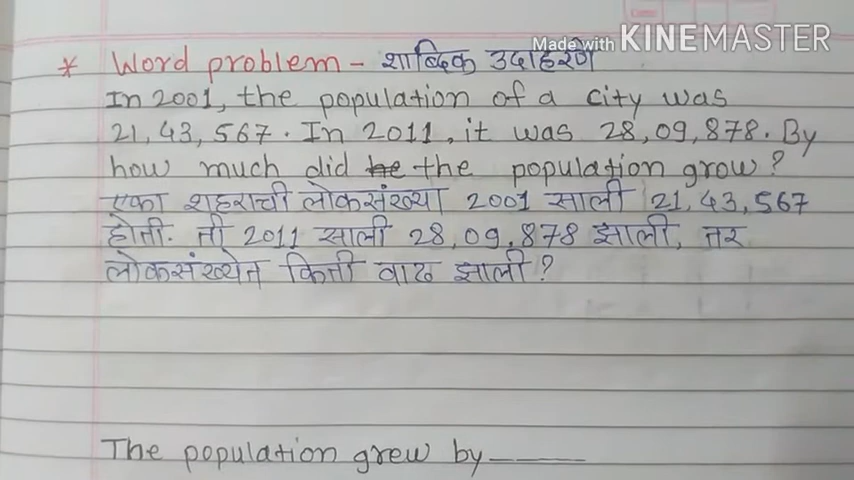 Made with KINEMASTER
* Word problem - शाब्दिक उदाहरणे
In 2001, the population of a city was
21,43,567. In 2011, it was 28,09,878. By
how much did he the population grow?
एका शहराची लोकसंख्या 2001 साली 21,43,567
होती. ती 2011 साली 28,09,878 झाली, तर
लोकसंख्येत किती वाढ झाली?
The population grew by